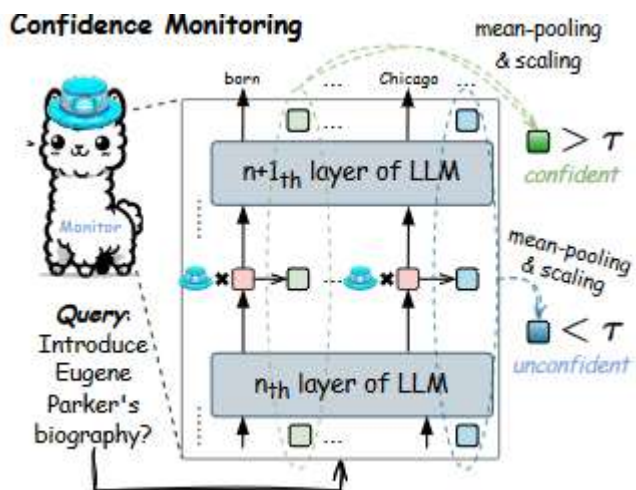 Confidence Monitoring
mean-pooling
& scaling
born
...
Chicago
...
...
n+1th layer of LLM
> τ
confident
Monitor
mean-pooling
& scaling
...
< τ
unconfident
Query:
Introduce
Eugene
Parker's
biography?
nth layer of LLM
...